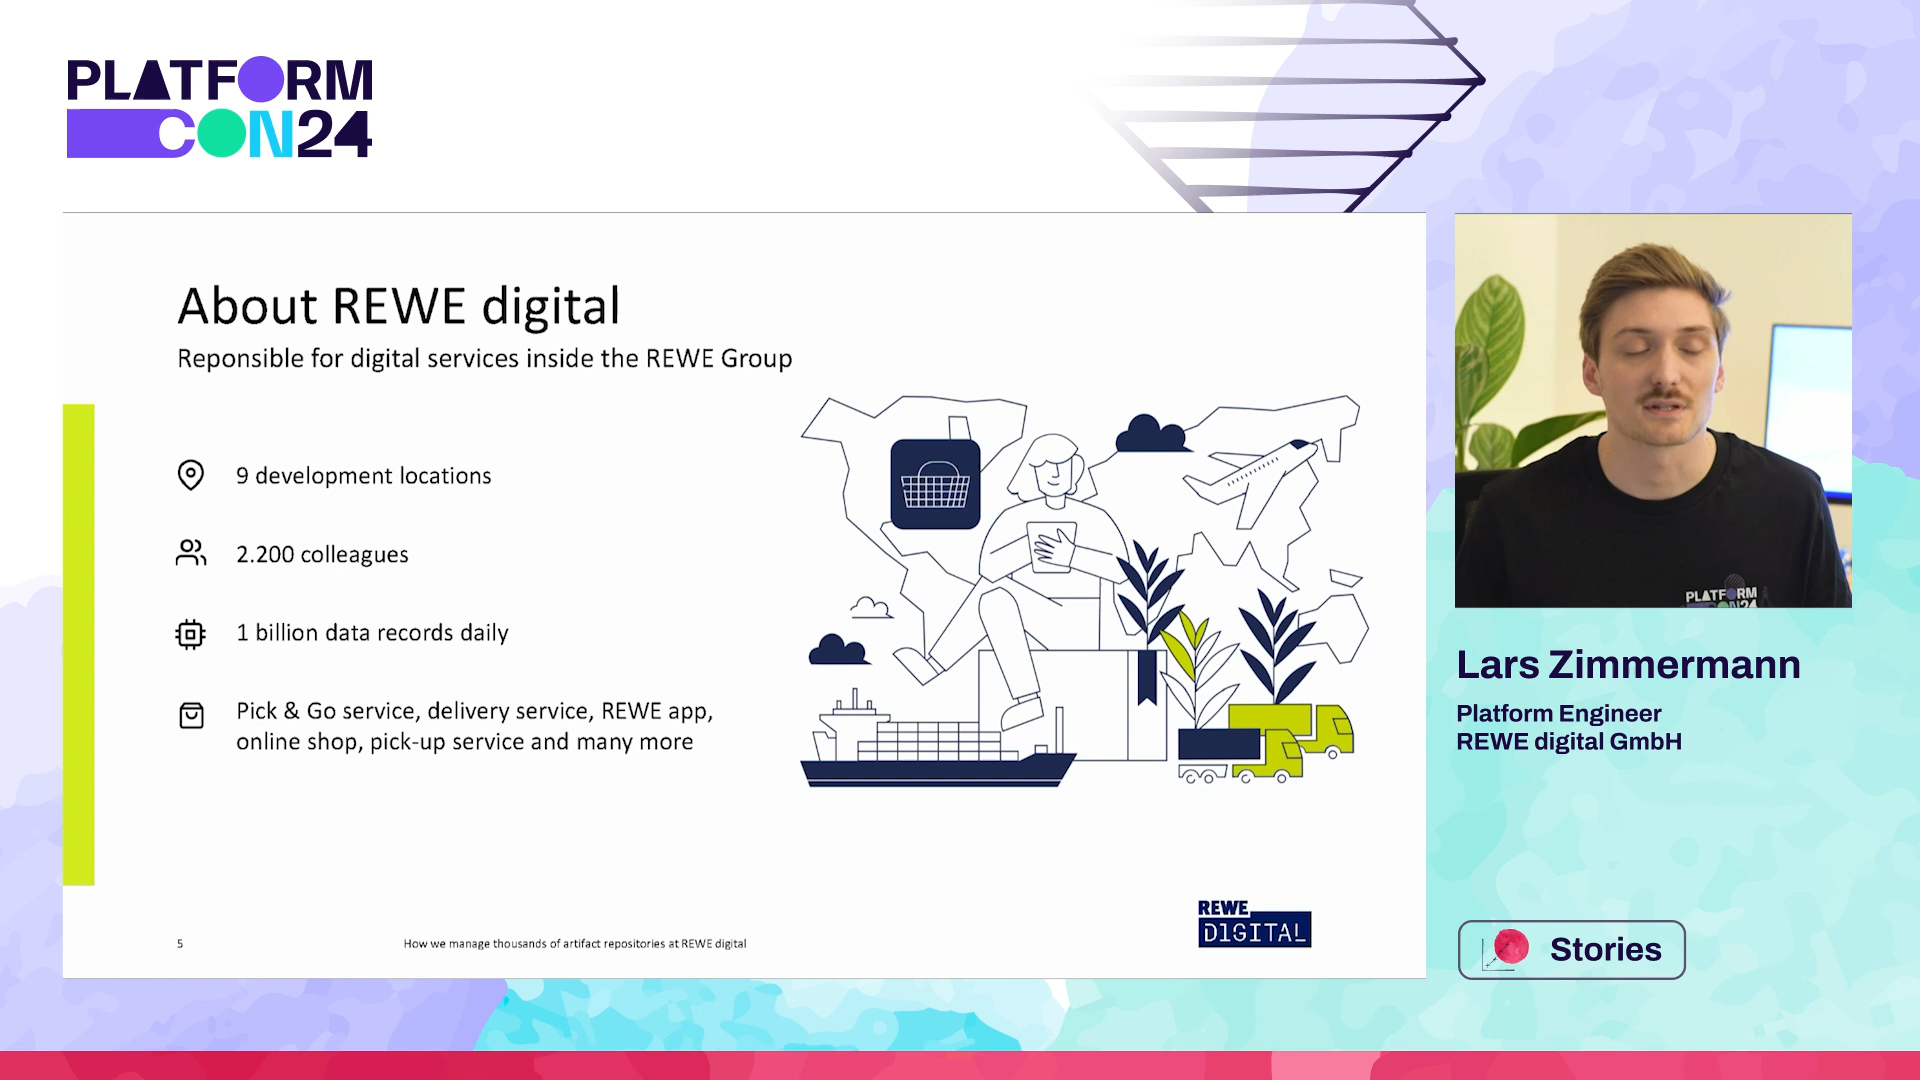 PLATFORM
CON24
About REWE digital
Reponsible for digital services inside the REWE Group
9 development locations
2.200 colleagues
1 billion data records daily
Pick & Go service, delivery service, REWE app,
online shop, pick-up service and many more
5
How we manage thousands of artifact repositories at REWE digital
REWE
DIGITAL
PLATFORM
CON24
Lars Zimmermann
Platform Engineer
REWE digital GmbH
Stories